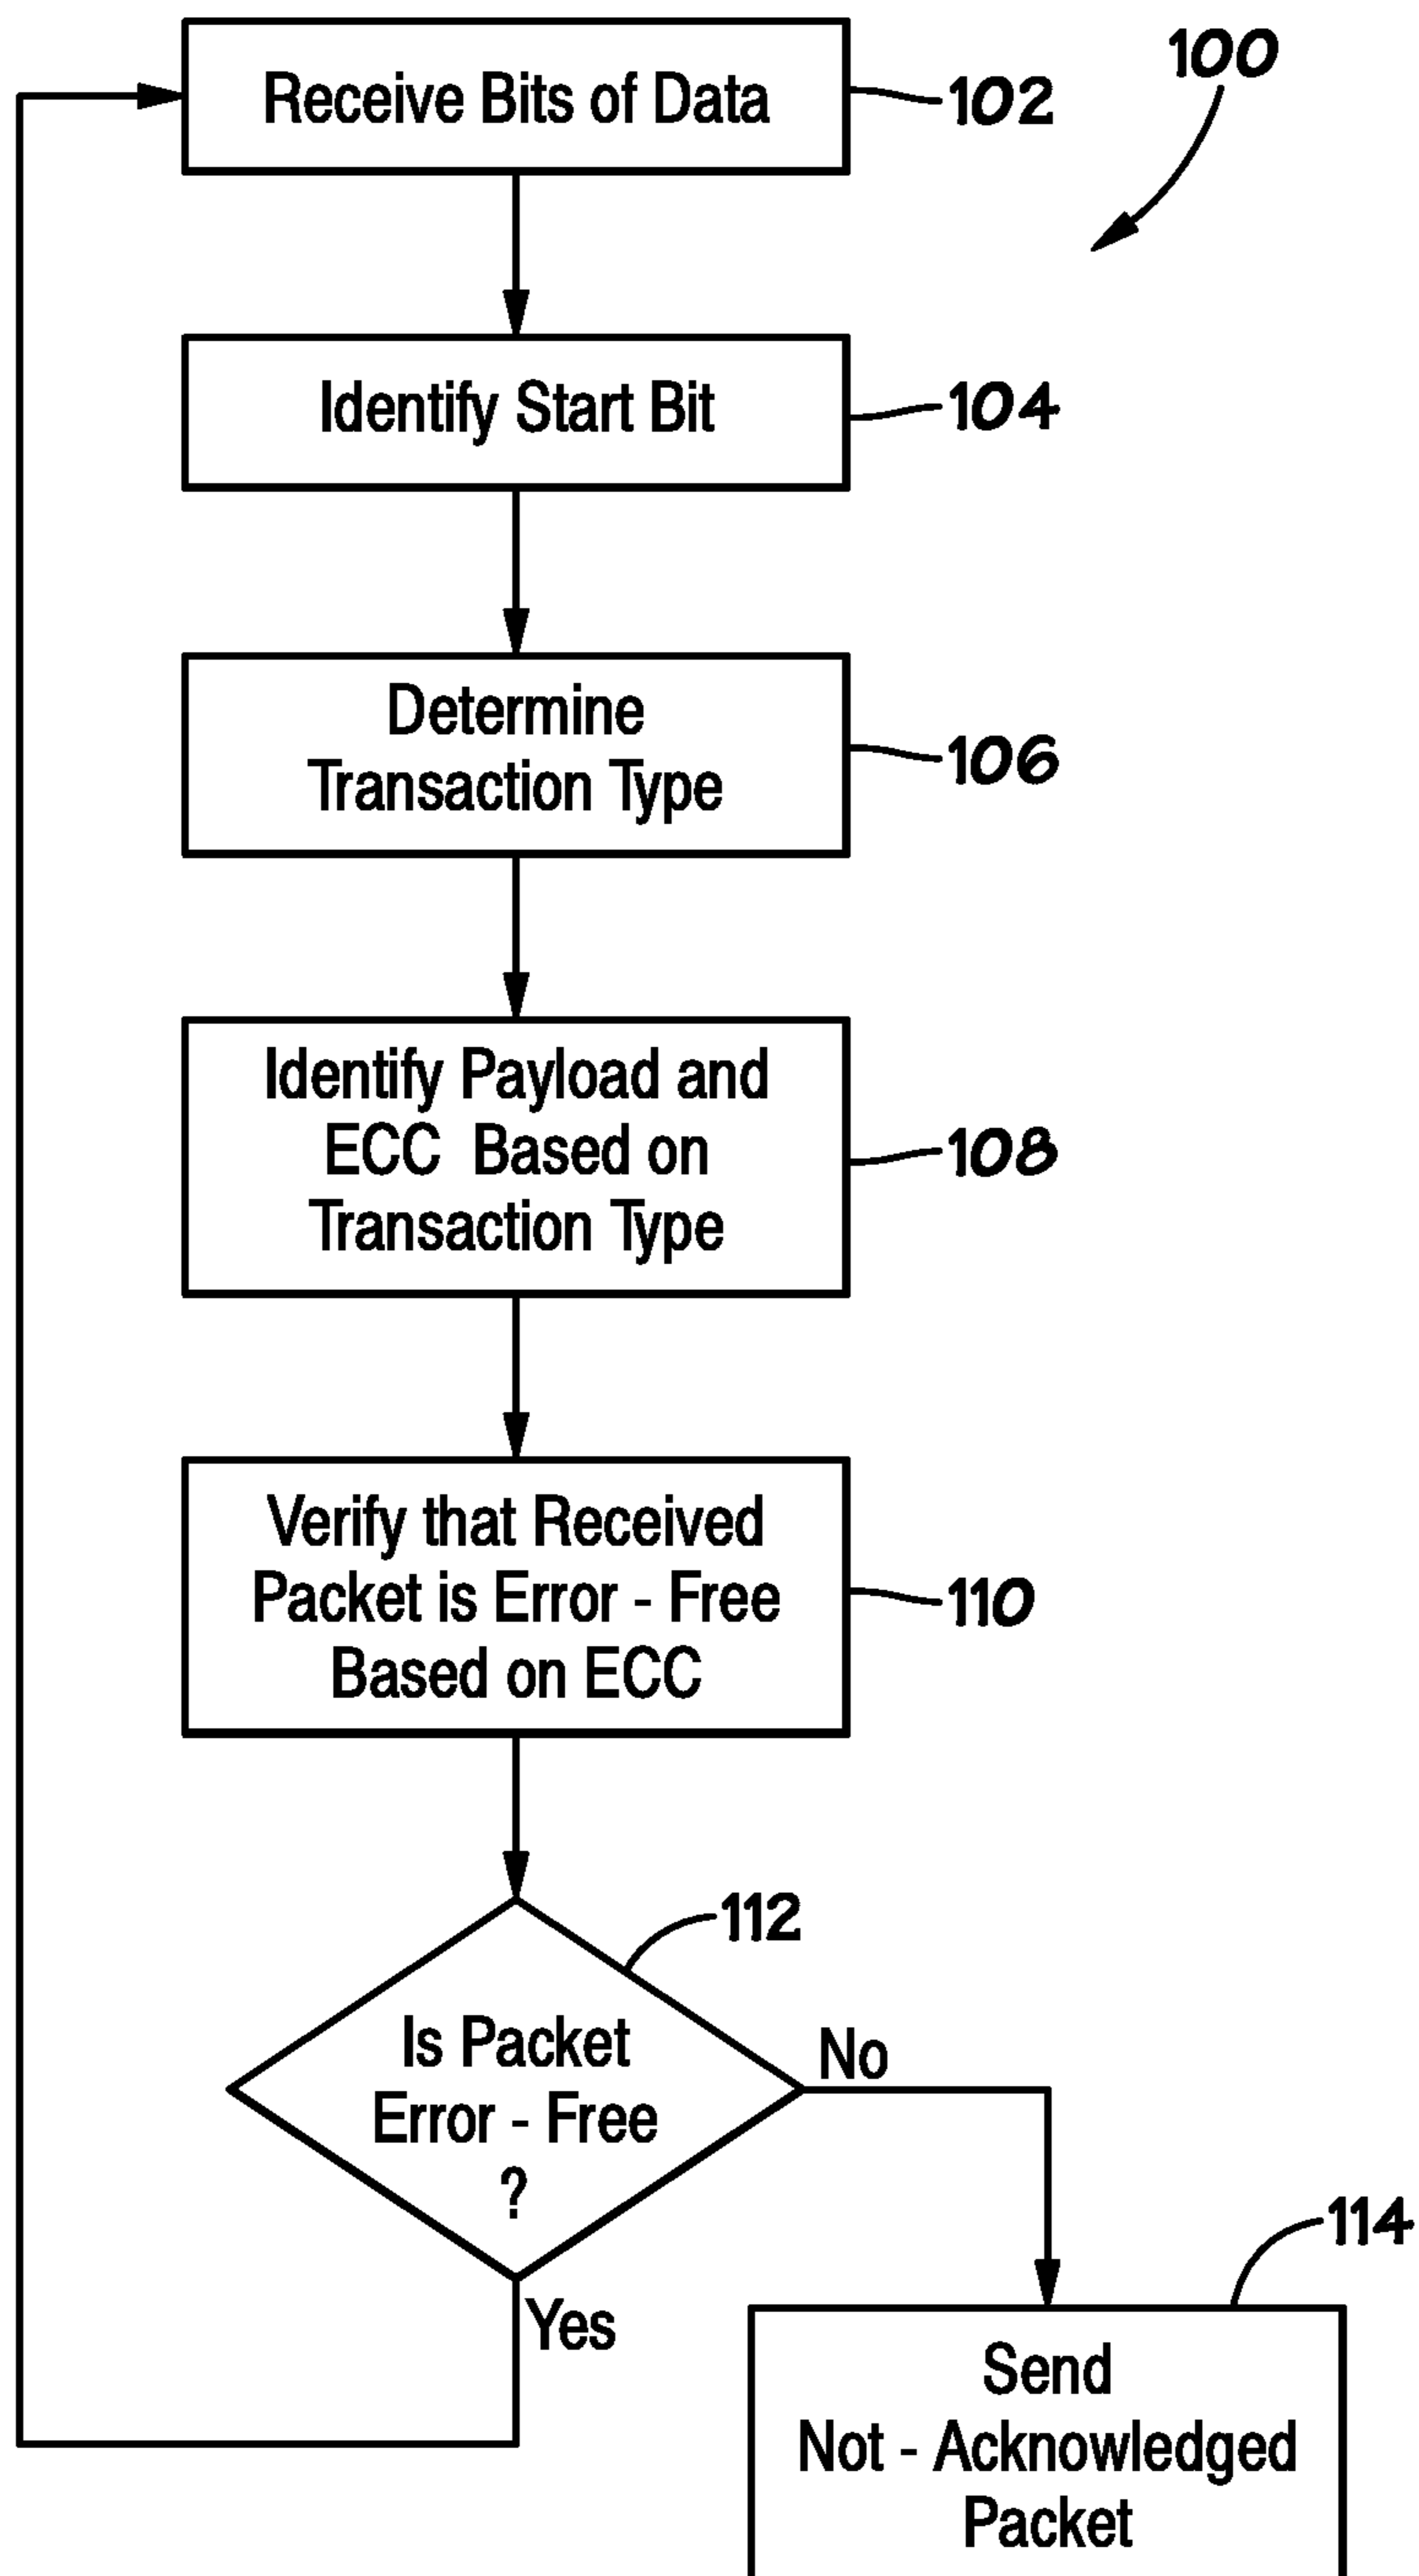 100
Receive Bits of Data
102
Identify Start Bit
104
Determine
Transaction Type
106
Identify Payload and
ECC Based on
Transaction Type
108
Verify that Received
Packet is Error - Free
Based on ECC
110
112
Is Packet
Error - Free
?
No
Yes
114
Send
Not - Acknowledged
Packet